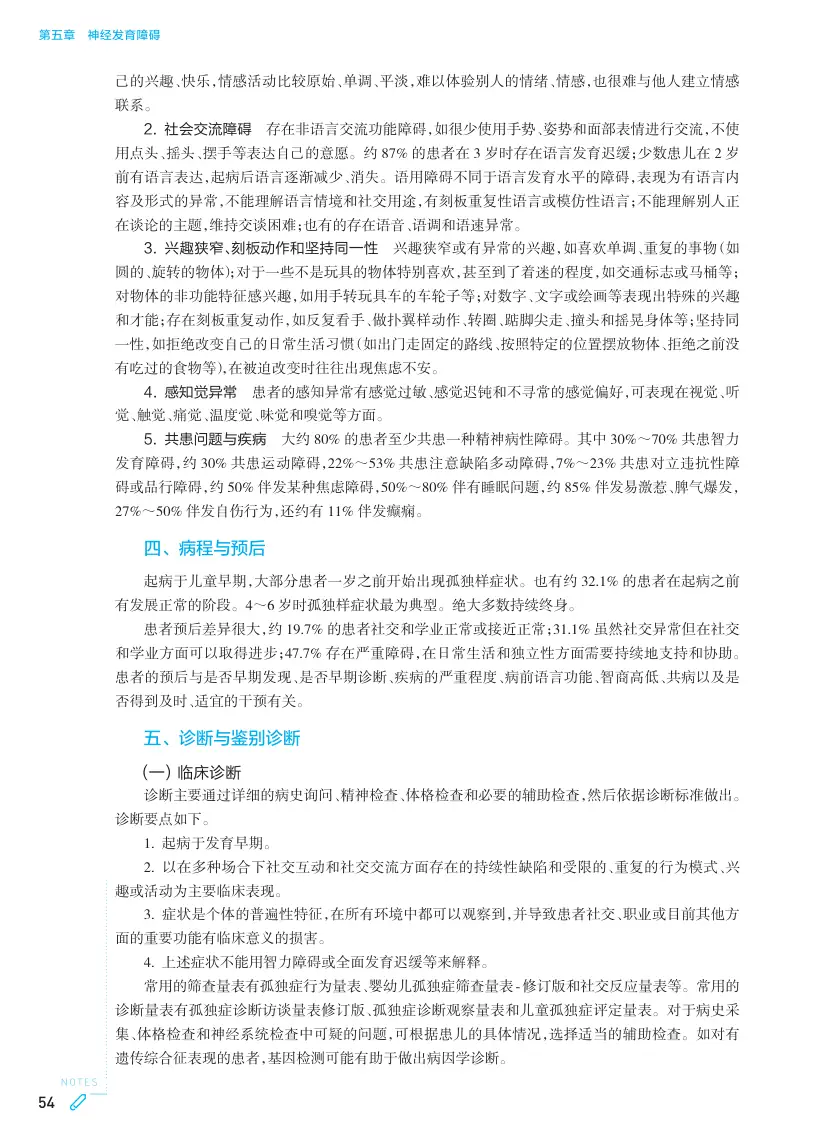 第五章 神经发育障碍
己的兴趣、快乐,情感活动比较原始、单调、平淡,难以体验别人的情绪、情感,也很难与他人建立情感
联系。
2. 社会交流障碍 存在非语言交流功能障碍,如很少使用手势、姿势和面部表情进行交流,不使
用点头、摇头、摆手等表达自己的意愿。约 87% 的患者在 3 岁时存在语言发育迟缓;少数患儿在 2 岁
前有语言表达,起病后语言逐渐减少、消失。语用障碍不同于语言发育水平的障碍,表现为有语言内
容及形式的异常,不能理解语言情境和社交用途,有刻板重复性语言或模仿性语言;不能理解别人正
在谈论的主题,维持交谈困难;也有的存在语音、语调和语速异常。
3. 兴趣狭窄、刻板动作和坚持同一性 兴趣狭窄或有异常的兴趣,如喜欢单调、重复的事物(如
圆的、旋转的物体);对于一些不是玩具的物体特别喜欢,甚至到了着迷的程度,如交通标志或马桶等;
对物体的非功能特征感兴趣,如用手转玩具车的车轮子等;对数字、文字或绘画等表现出特殊的兴趣
和才能;存在刻板重复动作,如反复看手、做扑翼样动作、转圈、踮脚尖走、撞头和摇晃身体等;坚持同
一性,如拒绝改变自己的日常生活习惯(如出门走固定的路线、按照特定的位置摆放物体、拒绝之前没
有吃过的食物等),在被迫改变时往往出现焦虑不安。
4. 感知觉异常 患者的感知异常有感觉过敏、感觉迟钝和不寻常的感觉偏好,可表现在视觉、听
觉、触觉、痛觉、温度觉、味觉和嗅觉等方面。
5. 共患问题与疾病 大约 80% 的患者至少共患一种精神病性障碍。其中 30%～70% 共患智力
发育障碍,约 30% 共患运动障碍,22%～53% 共患注意缺陷多动障碍,7%～23% 共患对立违抗性障
碍或品行障碍,约 50% 伴发某种焦虑障碍,50%～80% 伴有睡眠问题,约 85% 伴发易激惹、脾气爆发,
27%～50% 伴发自伤行为,还约有 11% 伴发癫痫。
四、病程与预后
起病于儿童早期,大部分患者一岁之前开始出现孤独样症状。也有约 32.1% 的患者在起病之前
有发展正常的阶段。4～6 岁时孤独样症状最为典型。绝大多数持续终身。
患者预后差异很大,约 19.7% 的患者社交和学业正常或接近正常;31.1% 虽然社交异常但在社交
和学业方面可以取得进步;47.7% 存在严重障碍,在日常生活和独立性方面需要持续地支持和协助。
患者的预后与是否早期发现、是否早期诊断、疾病的严重程度、病前语言功能、智商高低、共病以及是
否得到及时、适宜的干预有关。
五、诊断与鉴别诊断
(一)临床诊断
诊断主要通过详细的病史询问、精神检查、体格检查和必要的辅助检查,然后依据诊断标准做出。
诊断要点如下。
1. 起病于发育早期。
2. 以在多种场合下社交互动和社交交流方面存在的持续性缺陷和受限的、重复的行为模式、兴
趣或活动为主要临床表现。
3. 症状是个体的普遍性特征,在所有环境中都可以观察到,并导致患者社交、职业或目前其他方
面的重要功能有临床意义的损害。
4. 上述症状不能用智力障碍或全面发育迟缓等来解释。
常用的筛查量表有孤独症行为量表、婴幼儿孤独症筛查量表-修订版和社交反应量表等。常用的
诊断量表有孤独症诊断访谈量表修订版、孤独症诊断观察量表和儿童孤独症评定量表。对于病史采
集、体格检查和神经系统检查中可疑的问题,可根据患儿的具体情况,选择适当的辅助检查。如对有
遗传综合征表现的患者,基因检测可能有助于做出病因学诊断。
NOTES
54